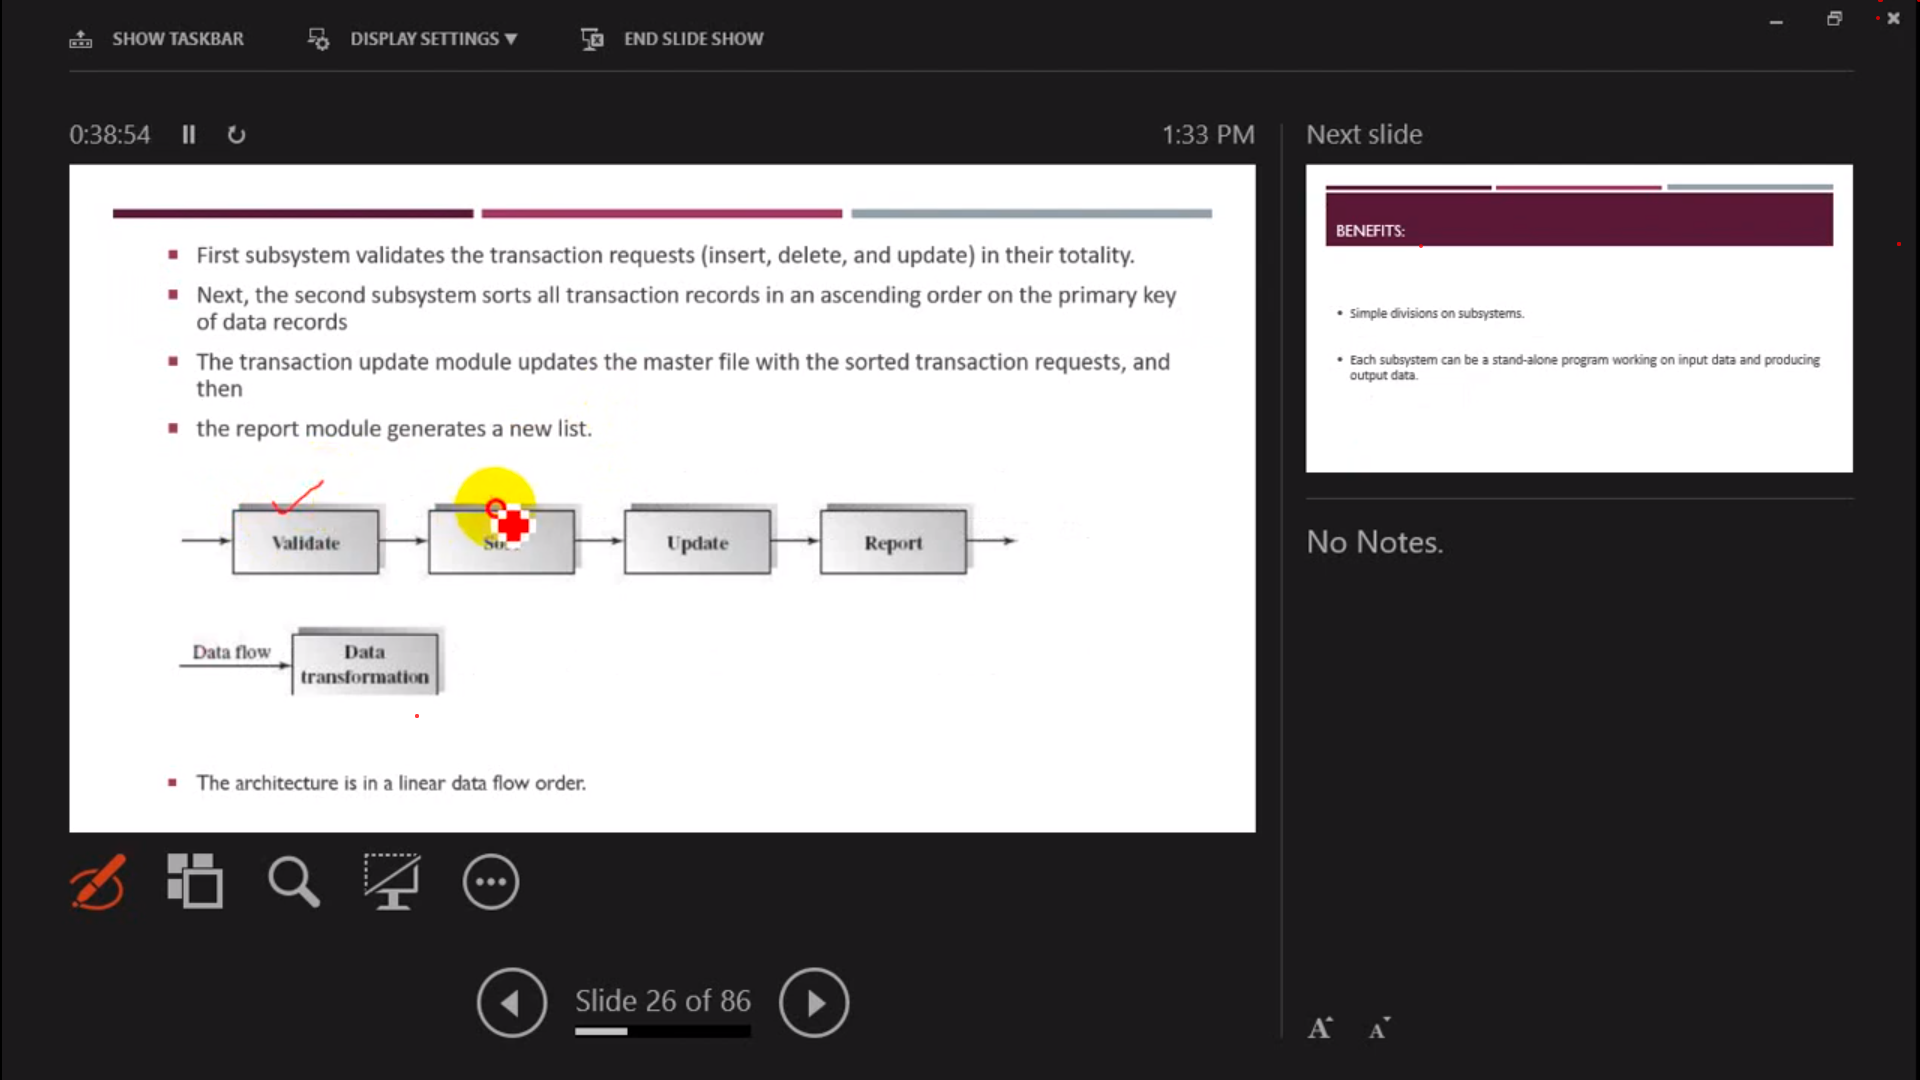 SHOW TASKBAR
DISPLAY SETTINGS
END SLIDE SHOW
0:38:54
1:33 PM
First subsystem validates the transaction requests (insert, delete, and update) in their totality.
Next, the second subsystem sorts all transaction records in an ascending order on the primary key
of data records
The transaction update module updates the master file with the sorted transaction requests, and
then
the report module generates a new list.
Validate
Update
Report
Data flow
Data
transformation
The architecture is in a linear data flow order.
Slide 26 of 86
Next slide
BENEFITS:
• Simple divisions on subsystems.
• Each subsystem can be a stand-alone program working on input data and producing
output data.
No Notes.
A A